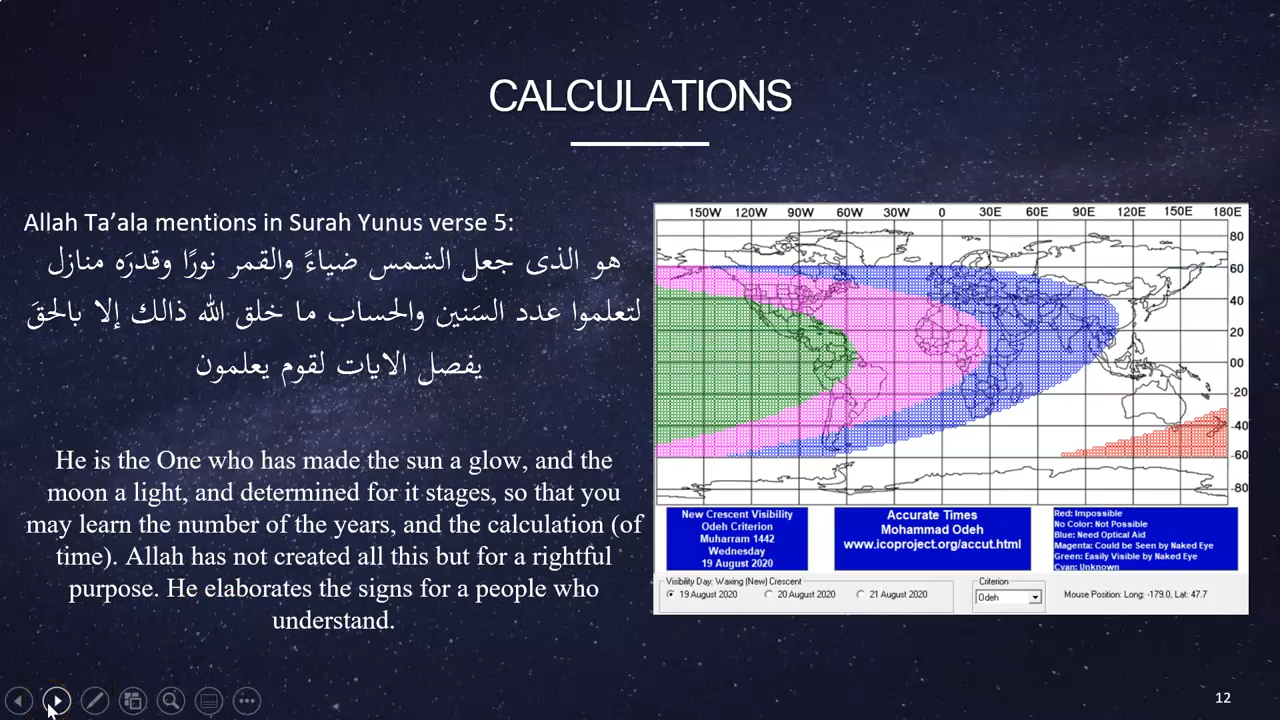 CALCULATIONS
Allah Ta’ala mentions in Surah Yunus verse 5:
هو الذى جعل الشمس ضياءً والقمر نورًا وقدرَه منازل
لتعلموا عدد السَنين والحساب ما خلق الله ذالك إلا بالحقَ
يفصل الايات لقوم يعلمون
He is the One who has made the sun a glow, and the
moon a light, and determined for it stages, so that you
may learn the number of the years, and the calculation (of
time). Allah has not created all this but for a rightful
purpose. He elaborates the signs for a people who
understand.
150W 120W 90W 60W 30W 0 30E 60E 90E 120E 150E 180E
80
60
40
20
00
-20
-40
-60
-80
New Crescent Visibility
Odeh Criterion
Muharram 1442
Wednesday
19 August 2020
Accurate Times
Mohammad Odeh
www.icoproject.org/accut.html
Red: Impossible
No Color: Not Possible
Blue: Need Optical Aid
Magenta: Could be Seen by Naked Eye
Green: Easily Visible by Naked Eye
Cyan: Unknown
Visibility Day: Waxing (New) Crescent
19 August 2020 20 August 2020 21 August 2020
Criterion
Odeh
Mouse Position: Long: -179.0, Lat: 47.7
12